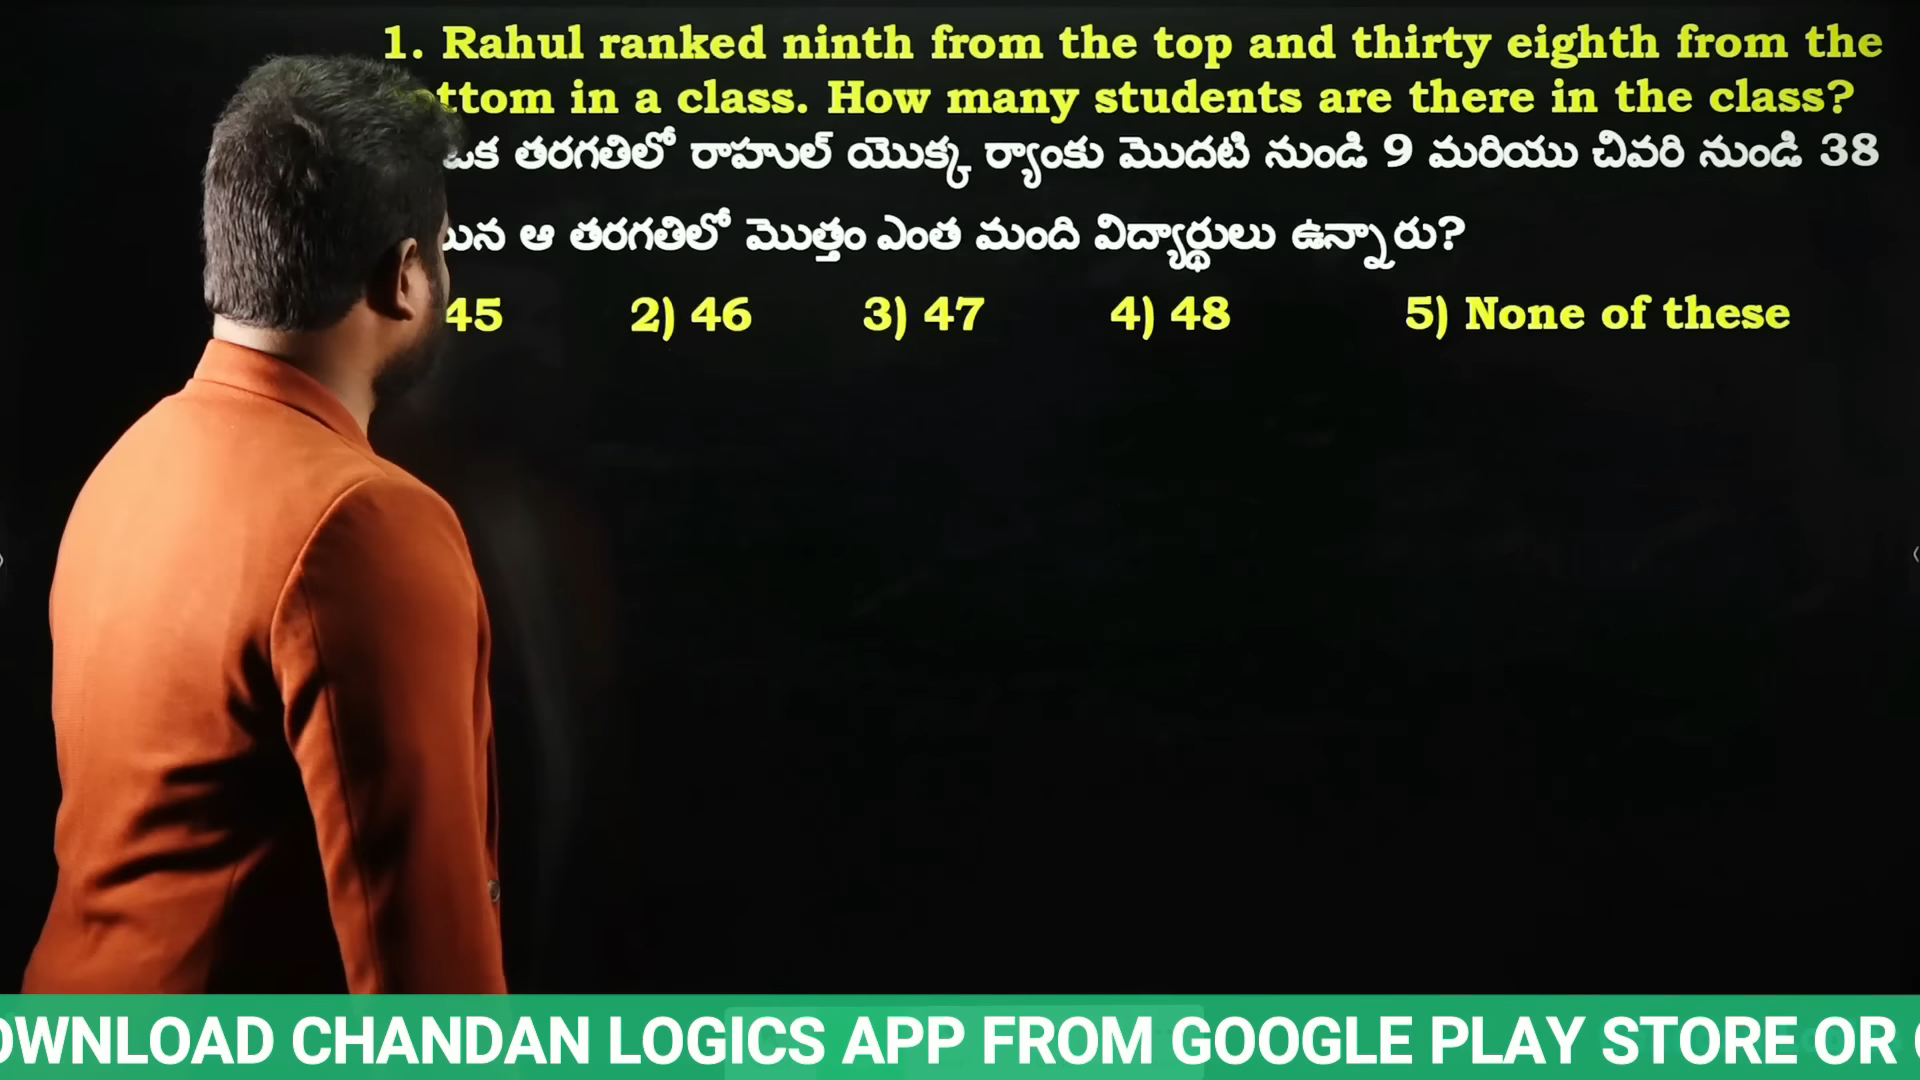 1. Rahul ranked ninth from the top and thirty eighth from the
ttom in a class. How many students are there in the class?
ఒక తరగతిలో రాహుల్ యొక్క ర్యాంకు మొదటి నుండి 9 మరియు చివరి నుండి 38
ఆ తరగతిలో మొత్తం ఎంత మంది విద్యార్థులు ఉన్నారు?
45 2) 46 3) 47 4) 48 5) None of these
OWNLOAD CHANDAN LOGICS APP FROM GOOGLE PLAY STORE OR